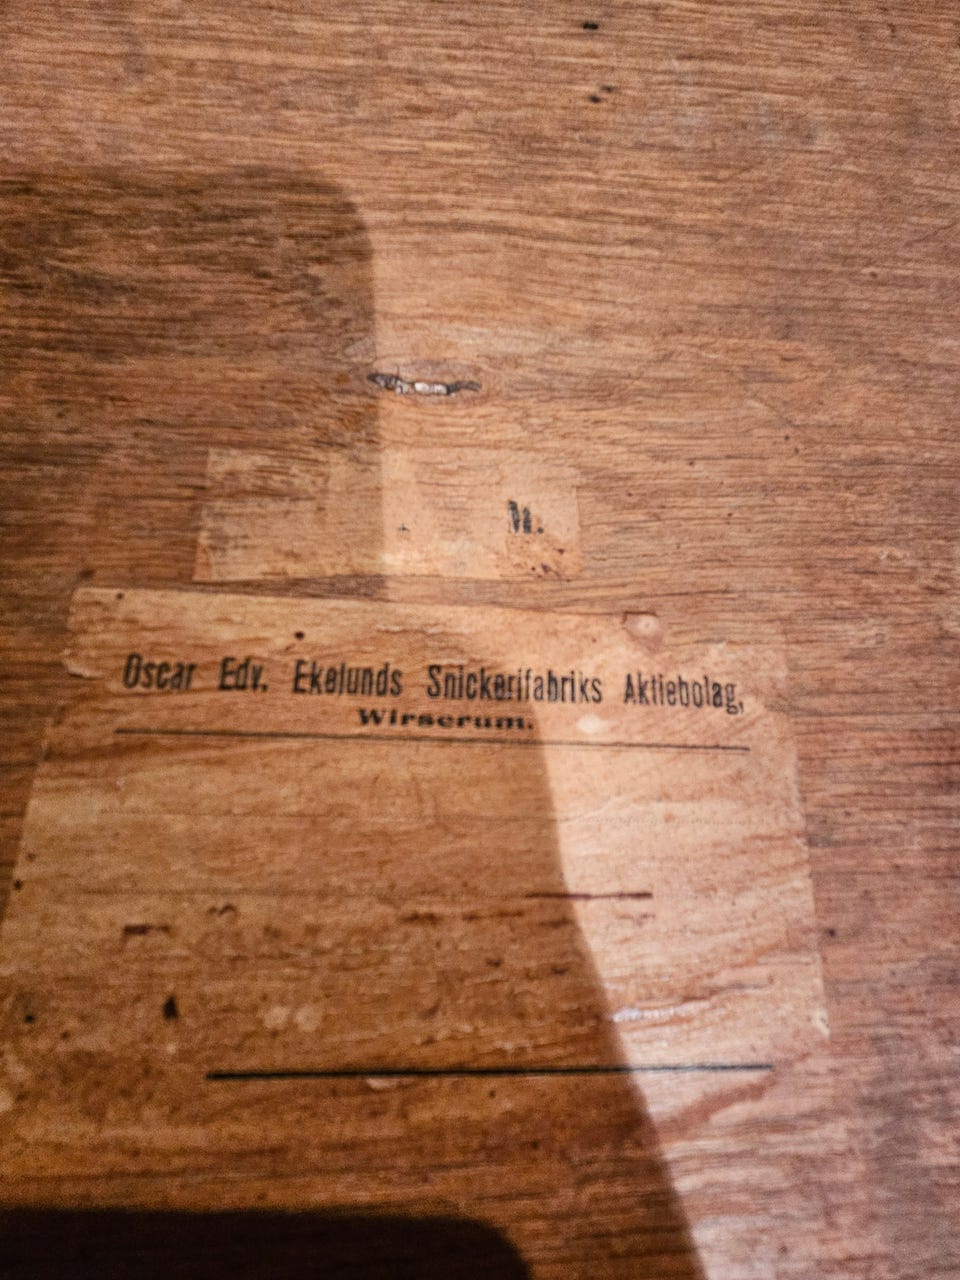 Oscar Edv. Ekelunds Snickerifabriks Aktiebolag,
Wirserum.